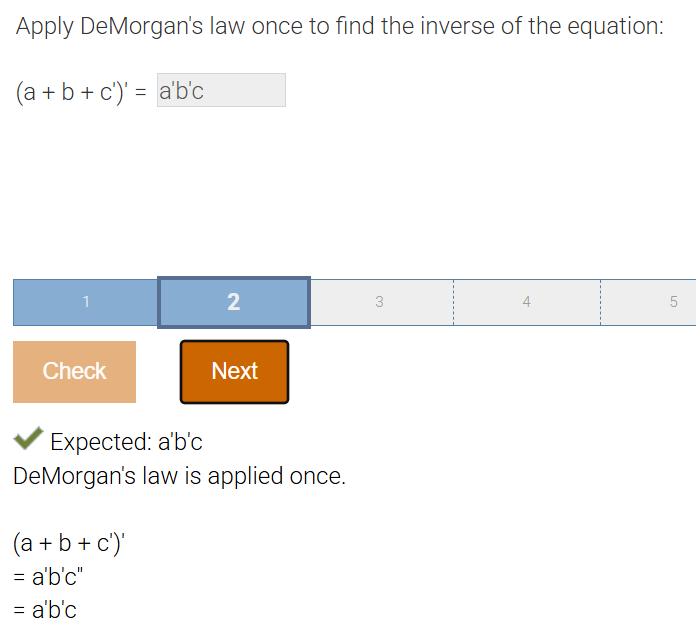 Apply DeMorgan's law once to find the inverse of the equation:
(a + b + c')' = a'b'c
1 2 3 4 5
Check Next
Expected: a'b'c
DeMorgan's law is applied once.
(a + b + c')'
= a'b'c''
= a'b'c